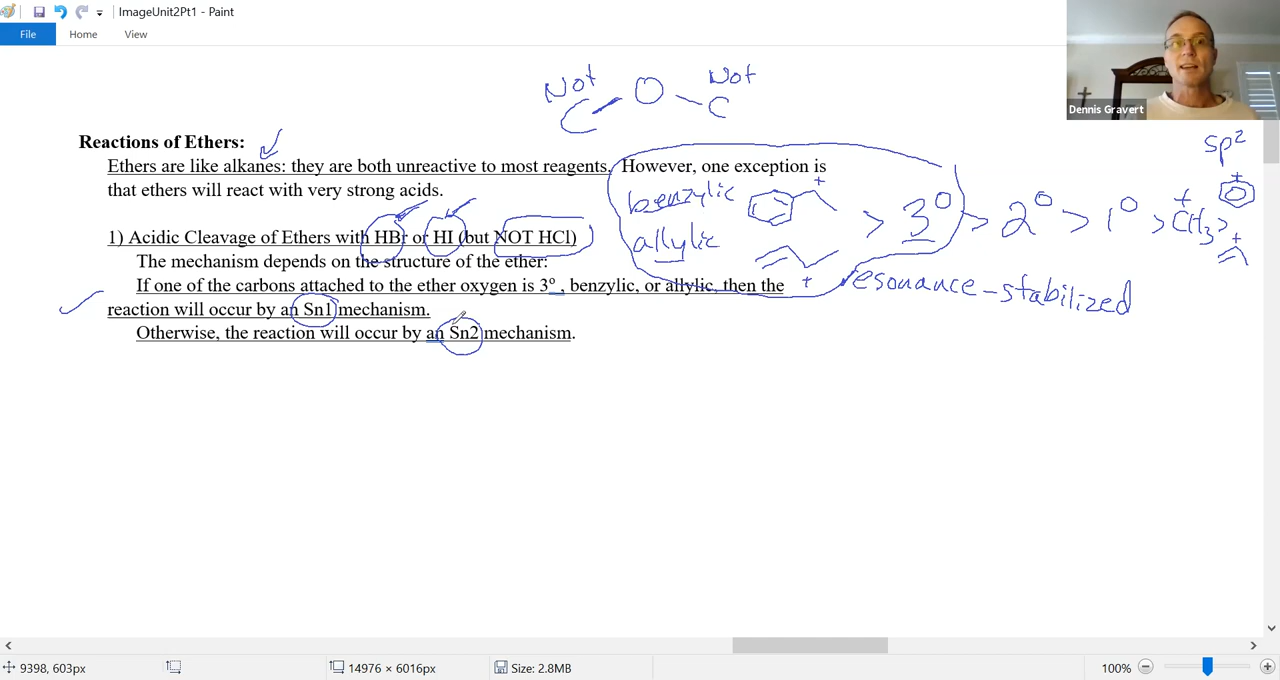 ImageUnit2Pt1 - Paint
File Home View
Not Not
C O C
Dennis Gravert
Reactions of Ethers:
Ethers are like alkanes: they are both unreactive to most reagents. However, one exception is
that ethers will react with very strong acids.
sp2
benzylic + > 3° > 2° > 1° > +CH3 > +
allylic +
1) Acidic Cleavage of Ethers with HBr or HI (but NOT HCl)
The mechanism depends on the structure of the ether:
If one of the carbons attached to the ether oxygen is 3° , benzylic, or allylic, then the
resonance-stabilized
reaction will occur by an Sn1 mechanism.
Otherwise, the reaction will occur by an Sn2 mechanism.
9398, 603px 14976 × 6016px Size: 2.8MB 100%